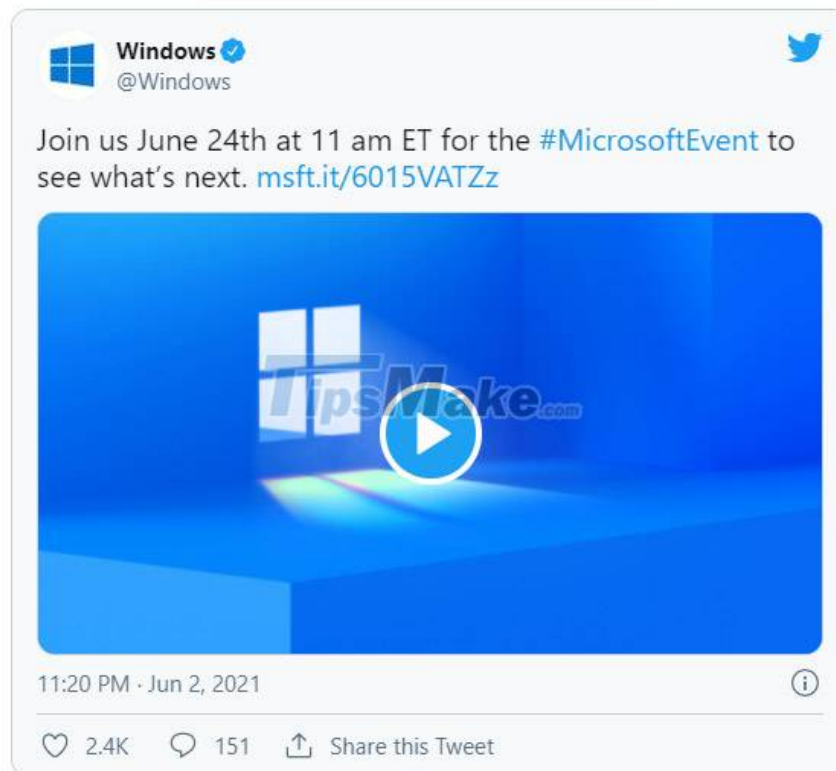 Windows
@Windows
Join us June 24th at 11 am ET for the #MicrosoftEvent to
see what's next. msft.it/6015VATZz
TipsMake.com
11:20 PM · Jun 2, 2021
2.4K 151 Share this Tweet